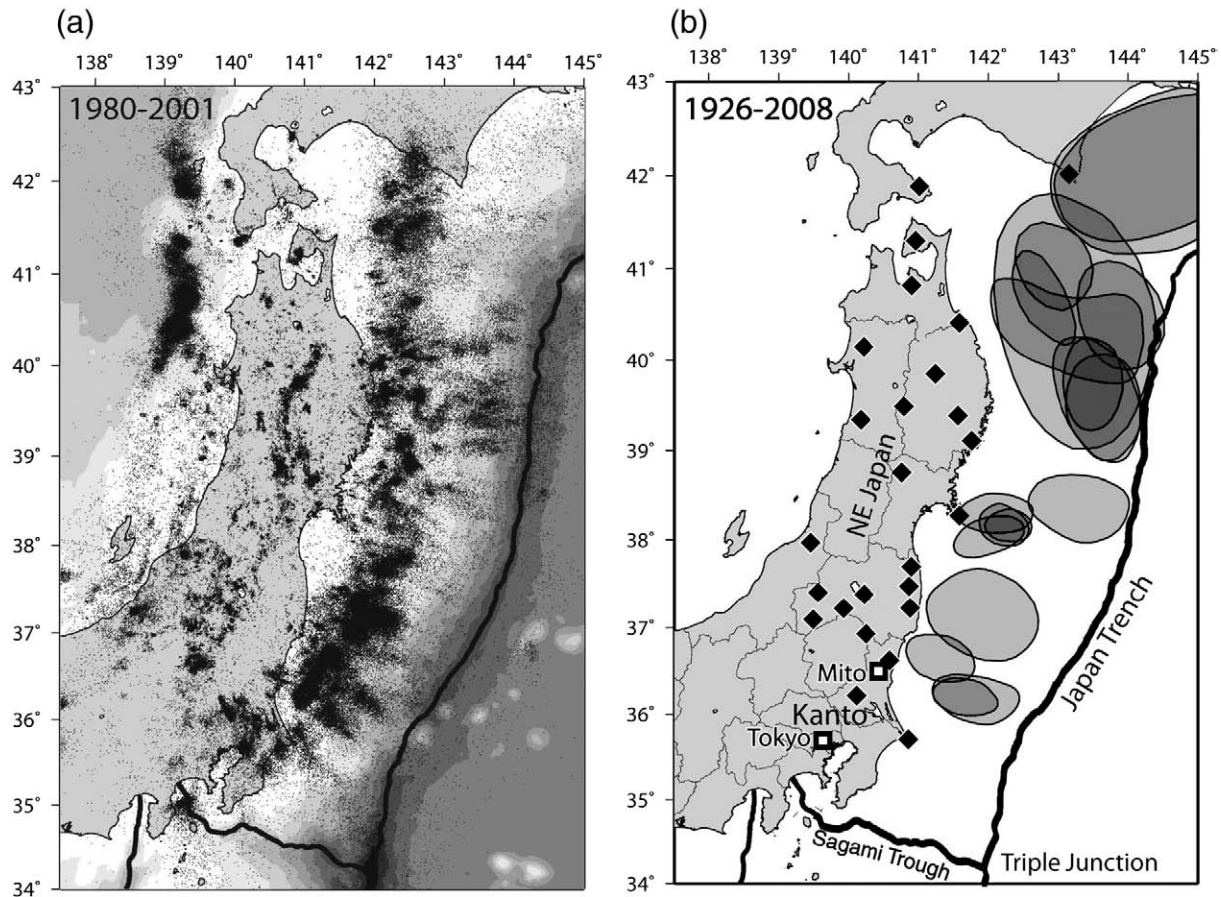 (a)
138° 139° 140° 141° 142° 143° 144° 145°
43°
42°
41°
40°
39°
38°
37°
36°
35°
34°
1980-2001
(b)
138° 139° 140° 141° 142° 143° 144° 145°
43°
42°
41°
40°
39°
38°
37°
36°
35°
34°
1926-2008
NE Japan
Mito
Kanto
Tokyo
Japan Trench
Sagami Trough
Triple Junction